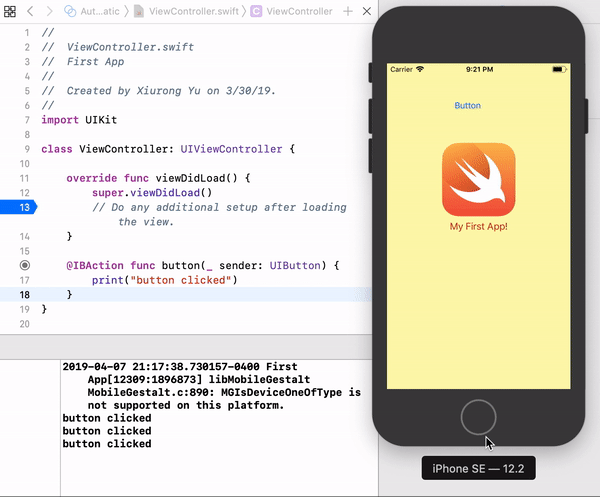 Aut...atic ViewController.swift ViewController
1 //
2 //  ViewController.swift
3 //  First App
4 //
5 //  Created by Xiurong Yu on 3/30/19.
6 //
7 import UIKit
8
9 class ViewController: UIViewController {
10
11     override func viewDidLoad() {
12         super.viewDidLoad()
13         // Do any additional setup after loading
the view.
14     }
15
@IBAction func button(_ sender: UIButton) {
17         print("button clicked")
18     }
19 }
20
2019-04-07 21:17:38.730157-0400 First
App[12309:1896873] libMobileGestalt
MobileGestalt.c:890: MGIsDeviceOneOfType is
not supported on this platform.
button clicked
button clicked
button clicked
Carrer 9:21 PM
Button
My First App!
iPhone SE — 12.2